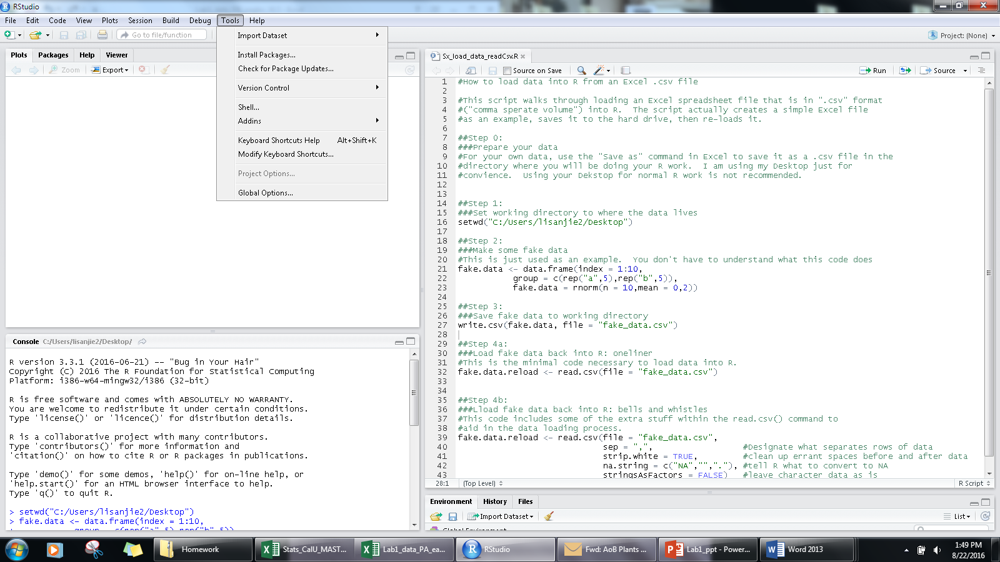 RStudio
File Edit Code View Plots Session Build Debug Tools Help
Go to file/function
Project: (None)
Import Dataset
Install Packages...
Check for Package Updates...
Version Control
Shell...
Addins
Keyboard Shortcuts Help Alt+Shift+K
Modify Keyboard Shortcuts...
Project Options...
Global Options...
Plots Packages Help Viewer
Zoom Export
Console C:/Users/lisanjie2/Desktop/
R version 3.3.1 (2016-06-21) -- "Bug in Your Hair"
Copyright (C) 2016 The R Foundation for Statistical Computing
Platform: i386-w64-mingw32/i386 (32-bit)
R is free software and comes with ABSOLUTELY NO WARRANTY.
You are welcome to redistribute it under certain conditions.
Type 'license()' or 'licence()' for distribution details.
R is a collaborative project with many contributors.
Type 'contributors()' for more information and
'citation()' on how to cite R or R packages in publications.
Type 'demo()' for some demos, 'help()' for on-line help, or
'help.start()' for an HTML browser interface to help.
Type 'q()' to quit R.
> setwd("C:/Users/lisanjie2/Desktop")
> fake.data <- data.frame(index = 1:10,
+ group = c(rep("a",5),rep("b",5)),
Sx_load_data_readCsv.R
Source on Save Run Source
1 #How to load data into R from an Excel .csv file
2
3 #This script walks through loading an Excel spreadsheet file that is in ".csv" format
4 #("comma sperate volume") into R.  The script actually creates a simple Excel file
5 #as an example, saves it to the hard drive, then re-loads it.
6
7 ##Step 0:
8 ###Prepare your data
9 #For your own data, use the "Save as" command in Excel to save it as a .csv file in the
10 #directory where you will be doing your R work.  I am using my Desktop just for
11 #convience.  Using your Dekstop for normal R work is not recommended.
12
13
14 ##Step 1:
15 ###Set working directory to where the data lives
16 setwd("C:/Users/lisanjie2/Desktop")
17
18 ##Step 2:
19 ###Make some fake data
20 #This is just used as an example.  You don't have to understand what this code does
21 fake.data <- data.frame(index = 1:10,
22 group = c(rep("a",5),rep("b",5)),
23 fake.data = rnorm(n = 10,mean = 0,2))
24
25 ##Step 3:
26 ###Save fake data to working directory
27 write.csv(fake.data, file = "fake_data.csv")
28
29 ##Step 4a:
30 ###Load fake data back into R: oneliner
31 #This is the minimal code necessary to load data into R.
32 fake.data.reload <- read.csv(file = "fake_data.csv")
33
34
35 ##Step 4b:
36 ###Lload fake data back into R: bells and whistles
37 #This code includes some of the extra stuff within the read.csv() command to
38 #aid in the data loading process.
39 fake.data.reload <- read.csv(file = "fake_data.csv",
40 sep = ",", #Designate what separates rows of data
41 strip.white = TRUE, #clean up errant spaces before and after data
42 na.string = c("NA","","."), #tell R what to convert to NA
43 stringsAsFactors = FALSE) #leave character data as is
28:1 (Top Level) R Script
Environment History Files
Import Dataset List
Global Environment
Homework
Stats_CalU_MAST...
Lab1_data_PA_ea...
RStudio
Fwd: AoB Plants ...
Lab1_ppt - Power...
Word 2013
1:49 PM
8/22/2016